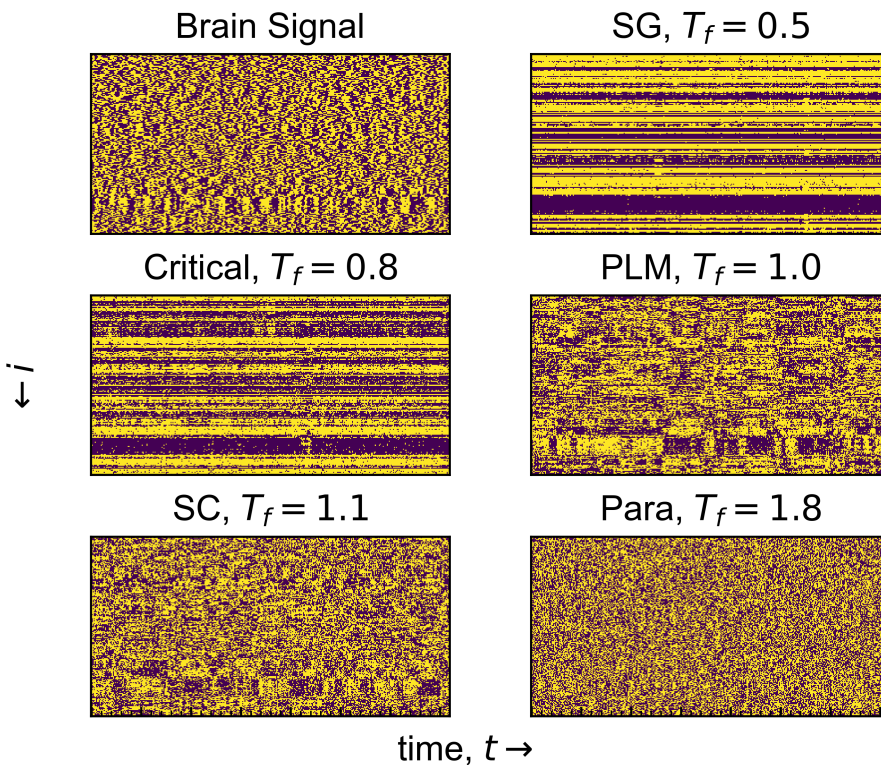 Brain Signal
SG, T_f = 0.5
Critical, T_f = 0.8
PLM, T_f = 1.0
← i
SC, T_f = 1.1
Para, T_f = 1.8
time, t →